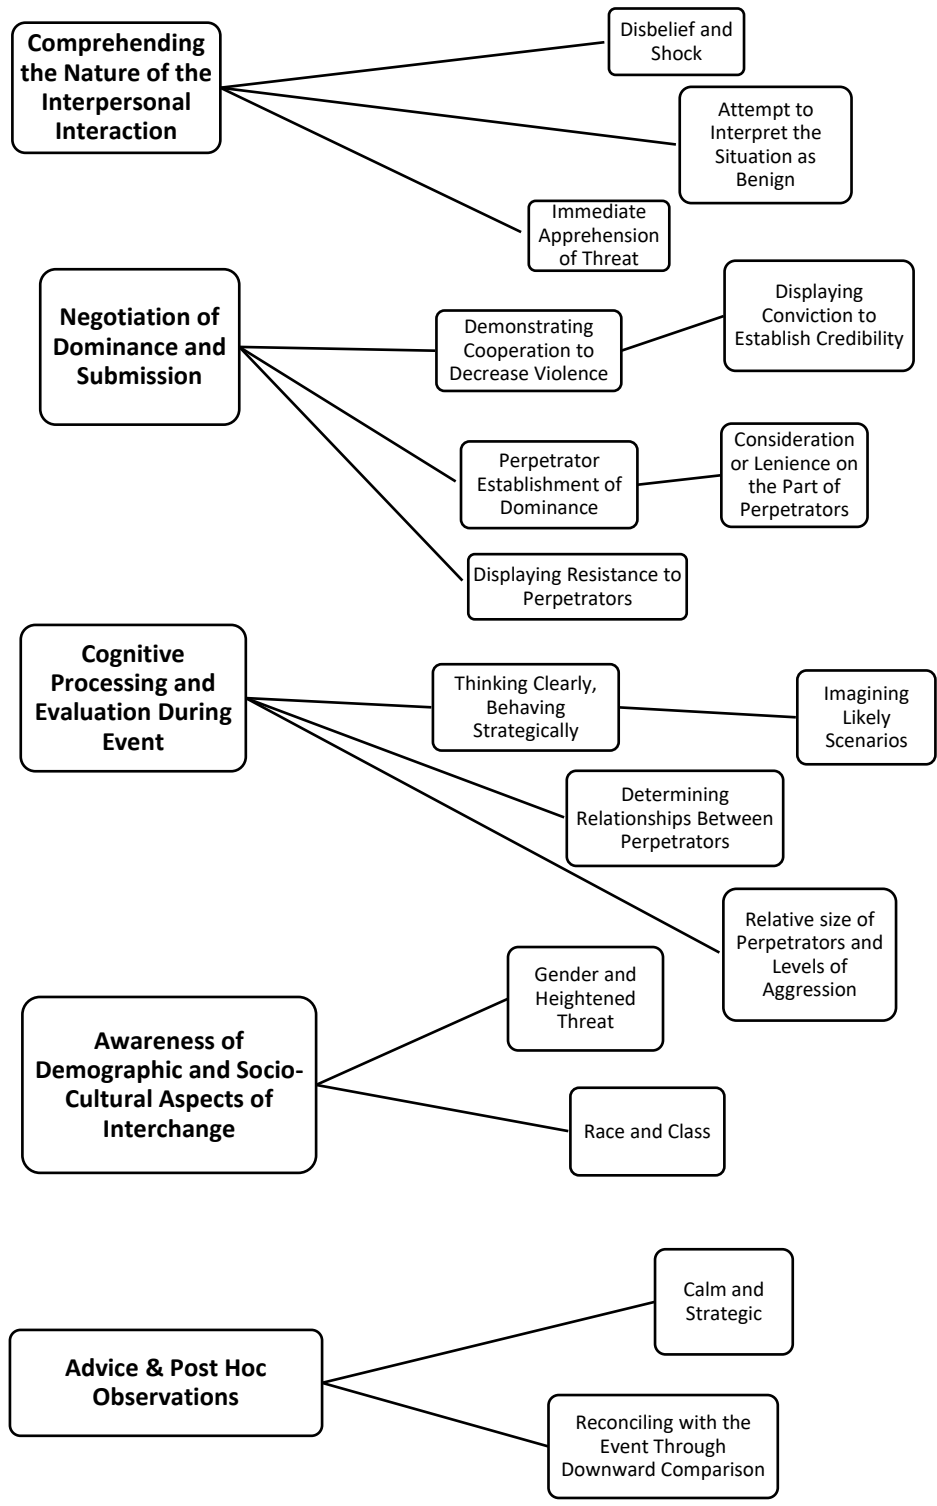 Comprehending
the Nature of the
Interpersonal
Interaction
Disbelief and
Shock
Attempt to
Interpret the
Situation as
Benign
Immediate
Apprehension
of Threat
Negotiation of
Dominance and
Submission
Demonstrating
Cooperation to
Decrease Violence
Displaying
Conviction to
Establish Credibility
Perpetrator
Establishment of
Dominance
Consideration
or Lenience on
the Part of
Perpetrators
Displaying Resistance to
Perpetrators
Cognitive
Processing and
Evaluation During
Event
Thinking Clearly,
Behaving
Strategically
Imagining
Likely
Scenarios
Determining
Relationships Between
Perpetrators
Relative size of
Perpetrators and
Levels of
Aggression
Awareness of
Demographic and Socio-
Cultural Aspects of
Interchange
Gender and
Heightened
Threat
Race and Class
Advice & Post Hoc
Observations
Calm and
Strategic
Reconciling with the
Event Through
Downward Comparison